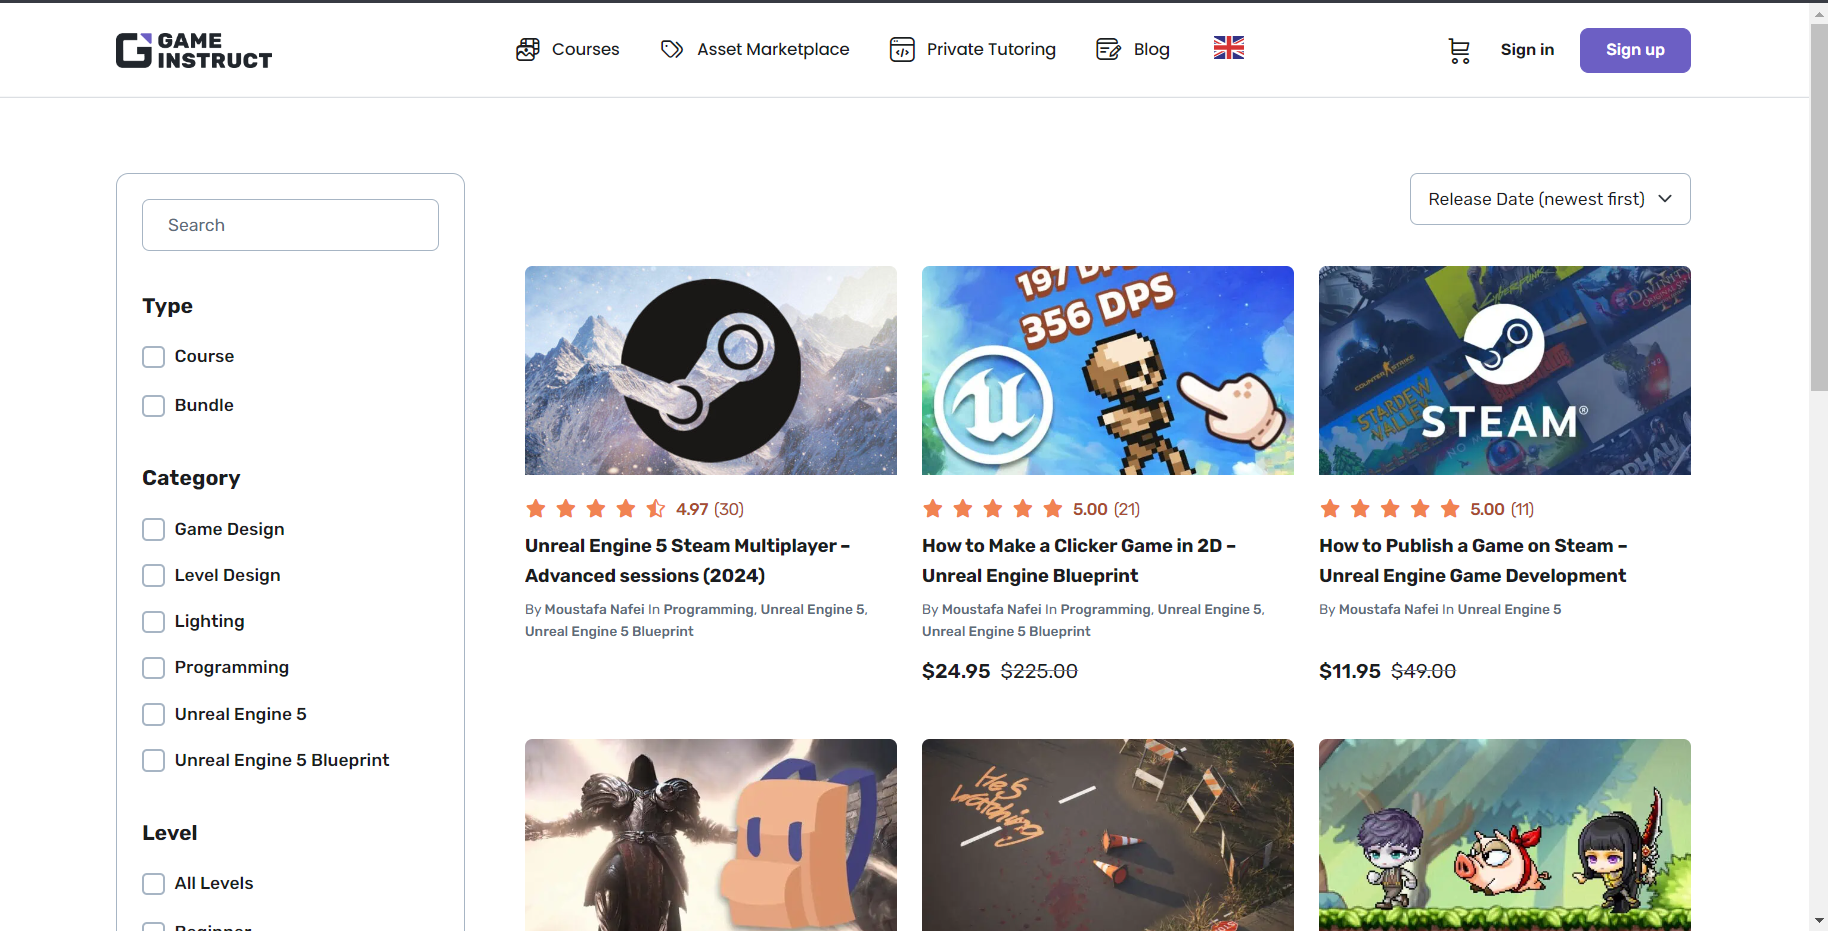 GAME
INSTRUCT
Courses
Asset Marketplace
Private Tutoring
Blog
Sign in
Sign up
Search
Type
Course
Bundle
Category
Game Design
Level Design
Lighting
Programming
Unreal Engine 5
Unreal Engine 5 Blueprint
Level
All Levels
Beginner
Release Date (newest first)
4.97 (30)
Unreal Engine 5 Steam Multiplayer –
Advanced sessions (2024)
By Moustafa Nafei In Programming, Unreal Engine 5,
Unreal Engine 5 Blueprint
197 DPS
356 DPS
5.00 (21)
How to Make a Clicker Game in 2D –
Unreal Engine Blueprint
By Moustafa Nafei In Programming, Unreal Engine 5,
Unreal Engine 5 Blueprint
$24.95 $225.00
COUNTER STRIKE
STARDEW
VALLEY
STEAM®
5.00 (11)
How to Publish a Game on Steam –
Unreal Engine Game Development
By Moustafa Nafei In Unreal Engine 5
$11.95 $49.00
He's
watching